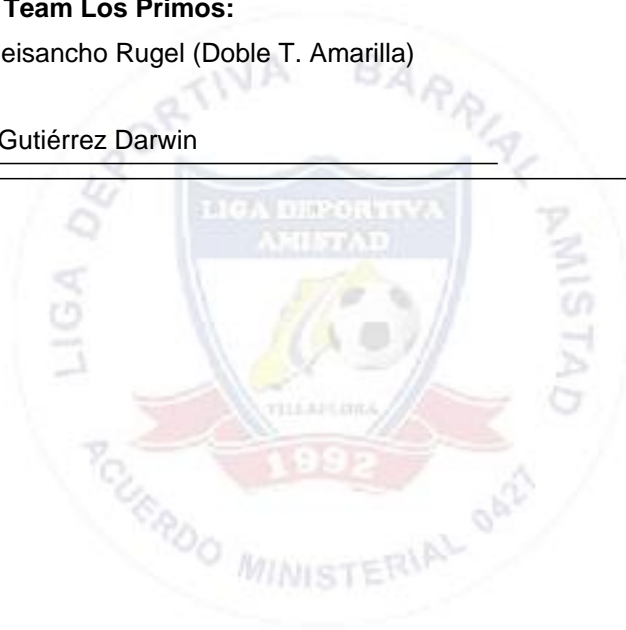 Team Los Primos:
eisancho Rugel (Doble T. Amarilla)
Gutiérrez Darwin
LIGA DEPORTIVA BARRIAL AMISTAD
LIGA DEPORTIVA
AMISTAD
VILLAFLORA
1992
ACUERDO MINISTERIAL 0427